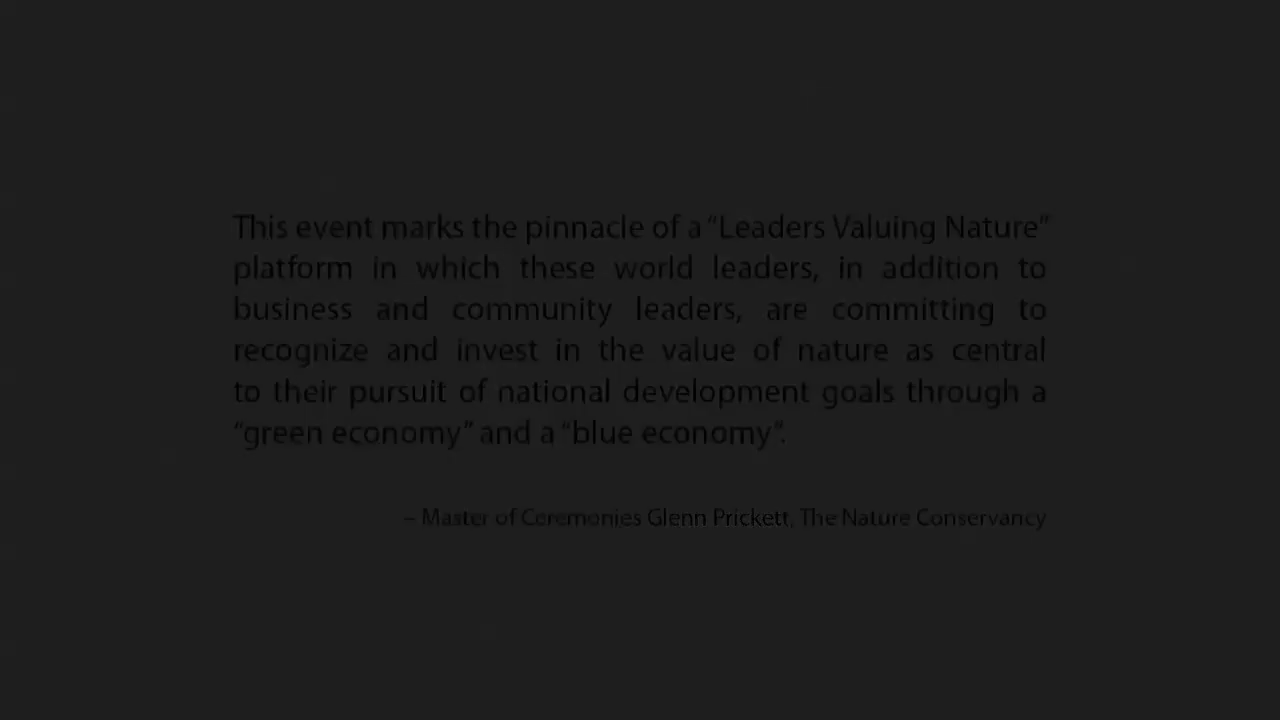 This event marks the pinnacle of a “Leaders Valuing Nature”
platform in which these world leaders, in addition to
business and community leaders, are committing to
recognize and invest in the value of nature as central
to their pursuit of national development goals through a
“green economy” and a “blue economy”.
– Master of Ceremonies Glenn Prickett, The Nature Conservancy